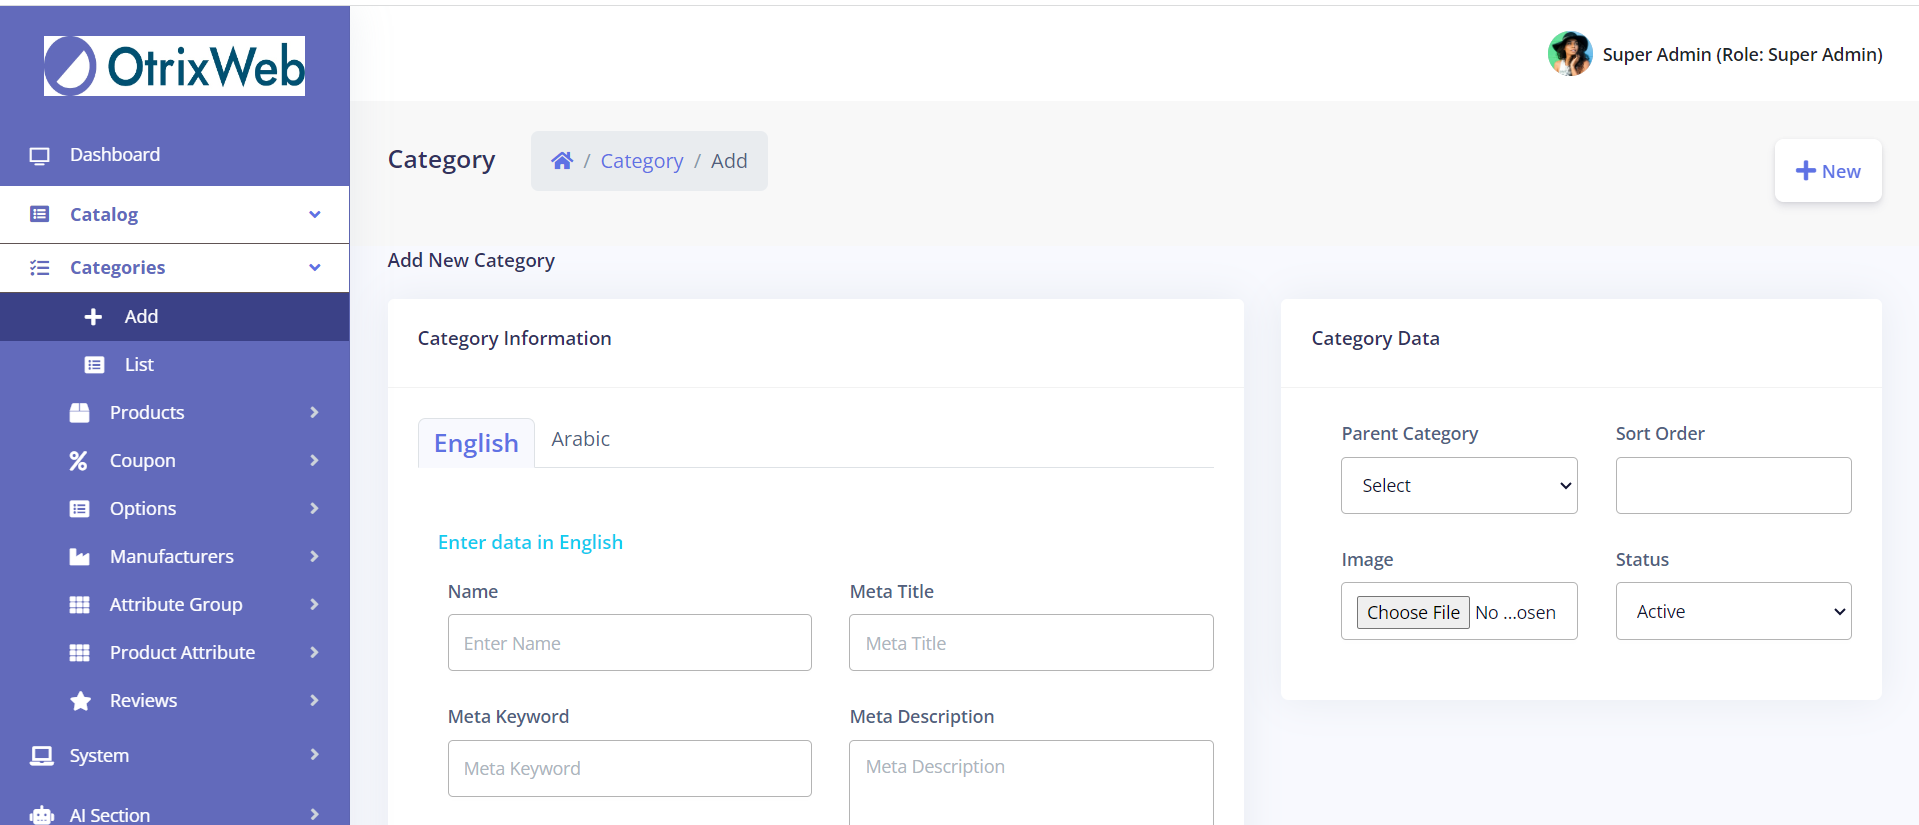 OtrixWeb
Super Admin (Role: Super Admin)
Dashboard
Catalog
Categories
Add
List
Products
Coupon
Options
Manufacturers
Attribute Group
Product Attribute
Reviews
System
AI Section
Category
/ Category / Add
New
Add New Category
Category Information
English
Arabic
Enter data in English
Name
Meta Title
Enter Name
Meta Title
Meta Keyword
Meta Description
Meta Keyword
Meta Description
Category Data
Parent Category
Sort Order
Select
Image
Status
Choose File No ...osen
Active